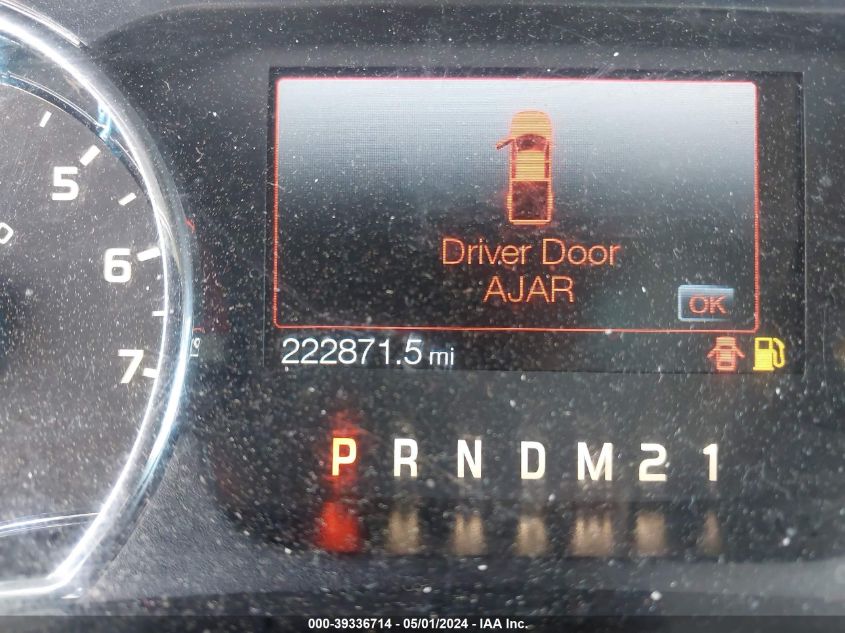 5
6
7
Driver Door
AJAR
OK
222871.5 mi
P R N D M 2 1
000-39336714 - 05/01/2024 - IAA Inc.